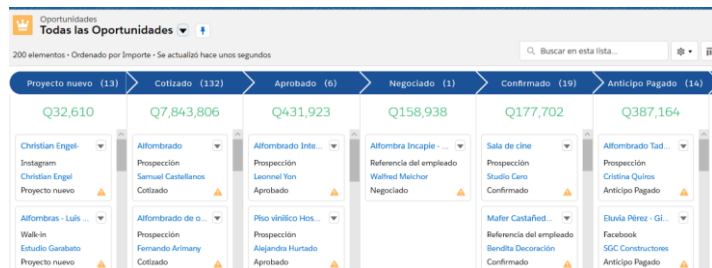 Oportunidades
Todas las Oportunidades
200 elementos • Ordenado por Importe • Se actualizó hace unos segundos
Buscar en esta lista...
Proyecto nuevo (13)
Cotizado (132)
Aprobado (6)
Negociado (1)
Confirmado (19)
Anticipo Pagado (14)
Q32,610
Q7,843,806
Q431,923
Q158,938
Q177,702
Q387,164
Christian Engel-
Instagram
Christian Engel
Proyecto nuevo
Alfombrado
Prospección
Samuel Castellanos
Cotizado
Alfombrado Inte...
Prospección
Leonnel Yon
Aprobado
Alfombra Incapie - ...
Referencia del empleado
Walfred Melchor
Negociado
Sala de cine
Prospección
Studio Cero
Confirmado
Alfombrado Tad...
Prospección
Cristina Quiros
Anticipo Pagado
Alfombras - Luis ...
Walk-in
Estudio Garabato
Proyecto nuevo
Alfombrado de o...
Prospección
Fernando Arimany
Cotizado
Piso vinílico Hos...
Prospección
Alejandra Hurtado
Aprobado
Mafer Castañed...
Referencia del empleado
Bendita Decoración
Confirmado
Eluvia Pérez - Gi...
Facebook
SGC Constructores
Anticipo Pagado